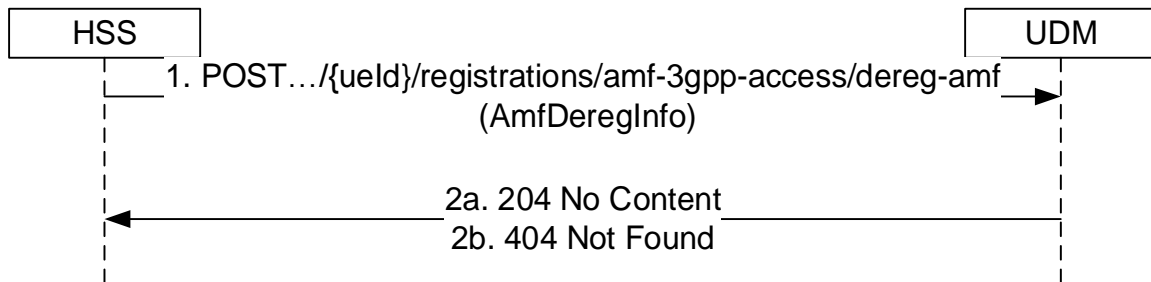 HSS
UDM
1. POST…/{ueId}/registrations/amf-3gpp-access/dereg-amf
(AmfDeregInfo)
2a. 204 No Content
2b. 404 Not Found